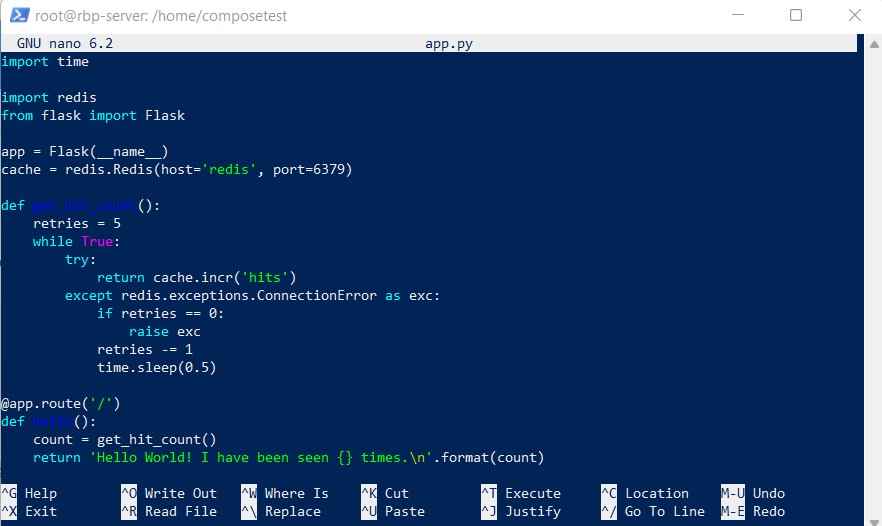 root@rbp-server: /home/composetest
GNU nano 6.2 app.py
import time

import redis
from flask import Flask

app = Flask(__name__)
cache = redis.Redis(host='redis', port=6379)

def get_hit_count():
    retries = 5
    while True:
        try:
            return cache.incr('hits')
        except redis.exceptions.ConnectionError as exc:
            if retries == 0:
                raise exc
            retries -= 1
            time.sleep(0.5)

@app.route('/')
def hello():
    count = get_hit_count()
    return 'Hello World! I have been seen {} times.\n'.format(count)

^G Help ^O Write Out ^W Where Is ^K Cut ^T Execute ^C Location M-U Undo
^X Exit ^R Read File ^\ Replace ^U Paste ^J Justify ^/ Go To Line M-E Redo